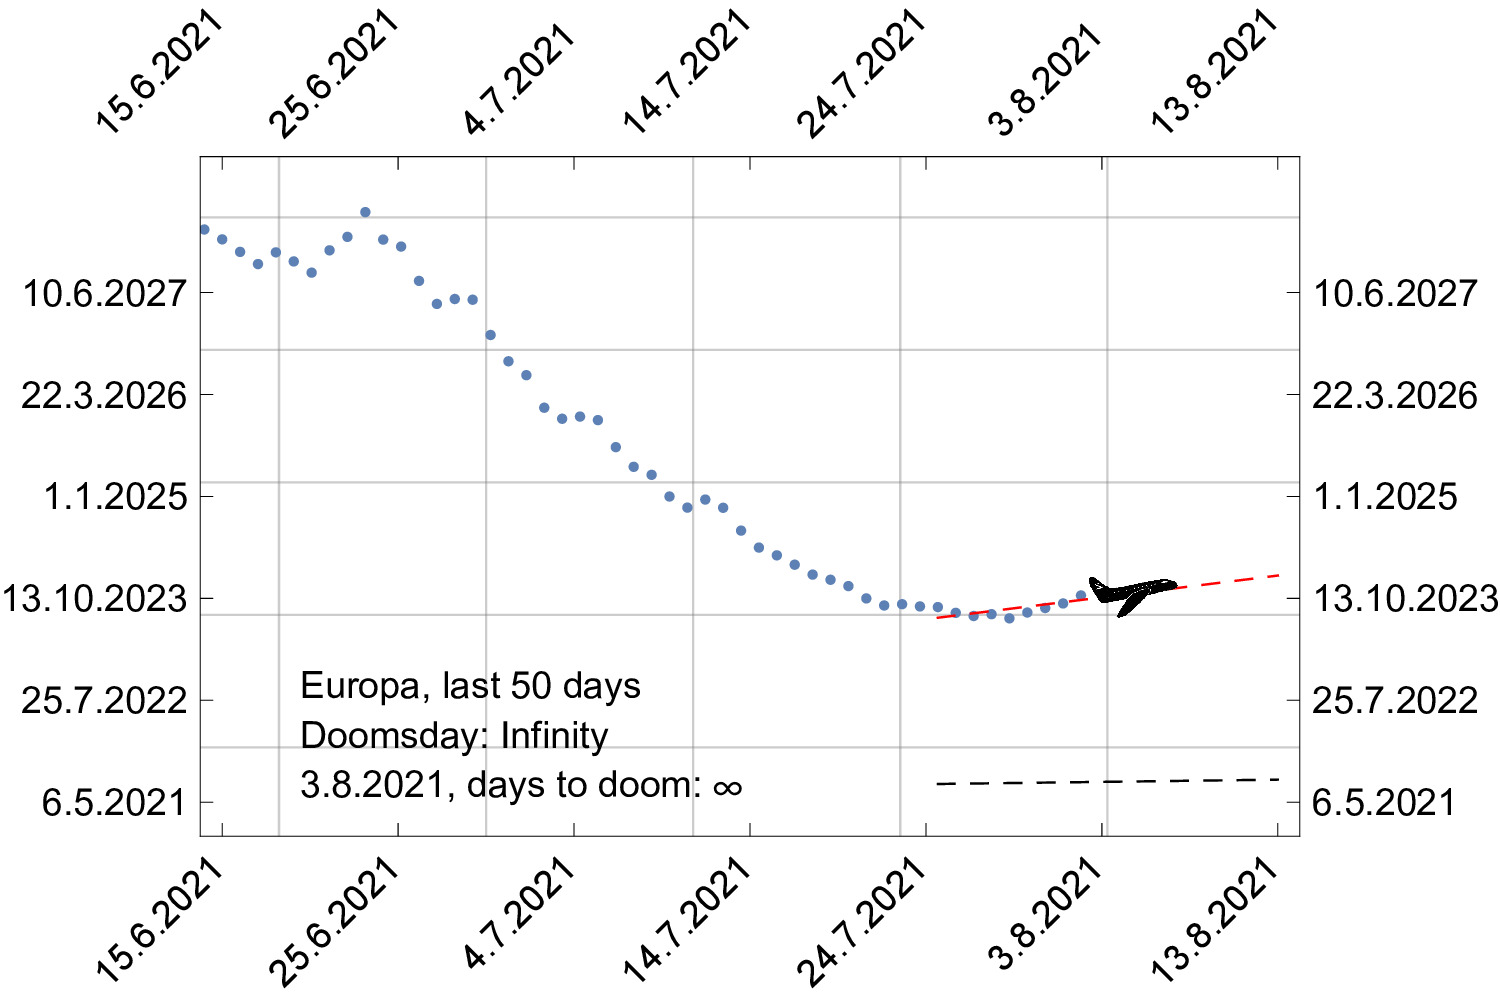 15.6.2021 25.6.2021 4.7.2021 14.7.2021 24.7.2021 3.8.2021 13.8.2021
10.6.2027 10.6.2027
22.3.2026 22.3.2026
1.1.2025 1.1.2025
13.10.2023 13.10.2023
Europa, last 50 days
25.7.2022 25.7.2022
Doomsday: Infinity
3.8.2021, days to doom: ∞
6.5.2021 6.5.2021
15.6.2021 25.6.2021 4.7.2021 14.7.2021 24.7.2021 3.8.2021 13.8.2021